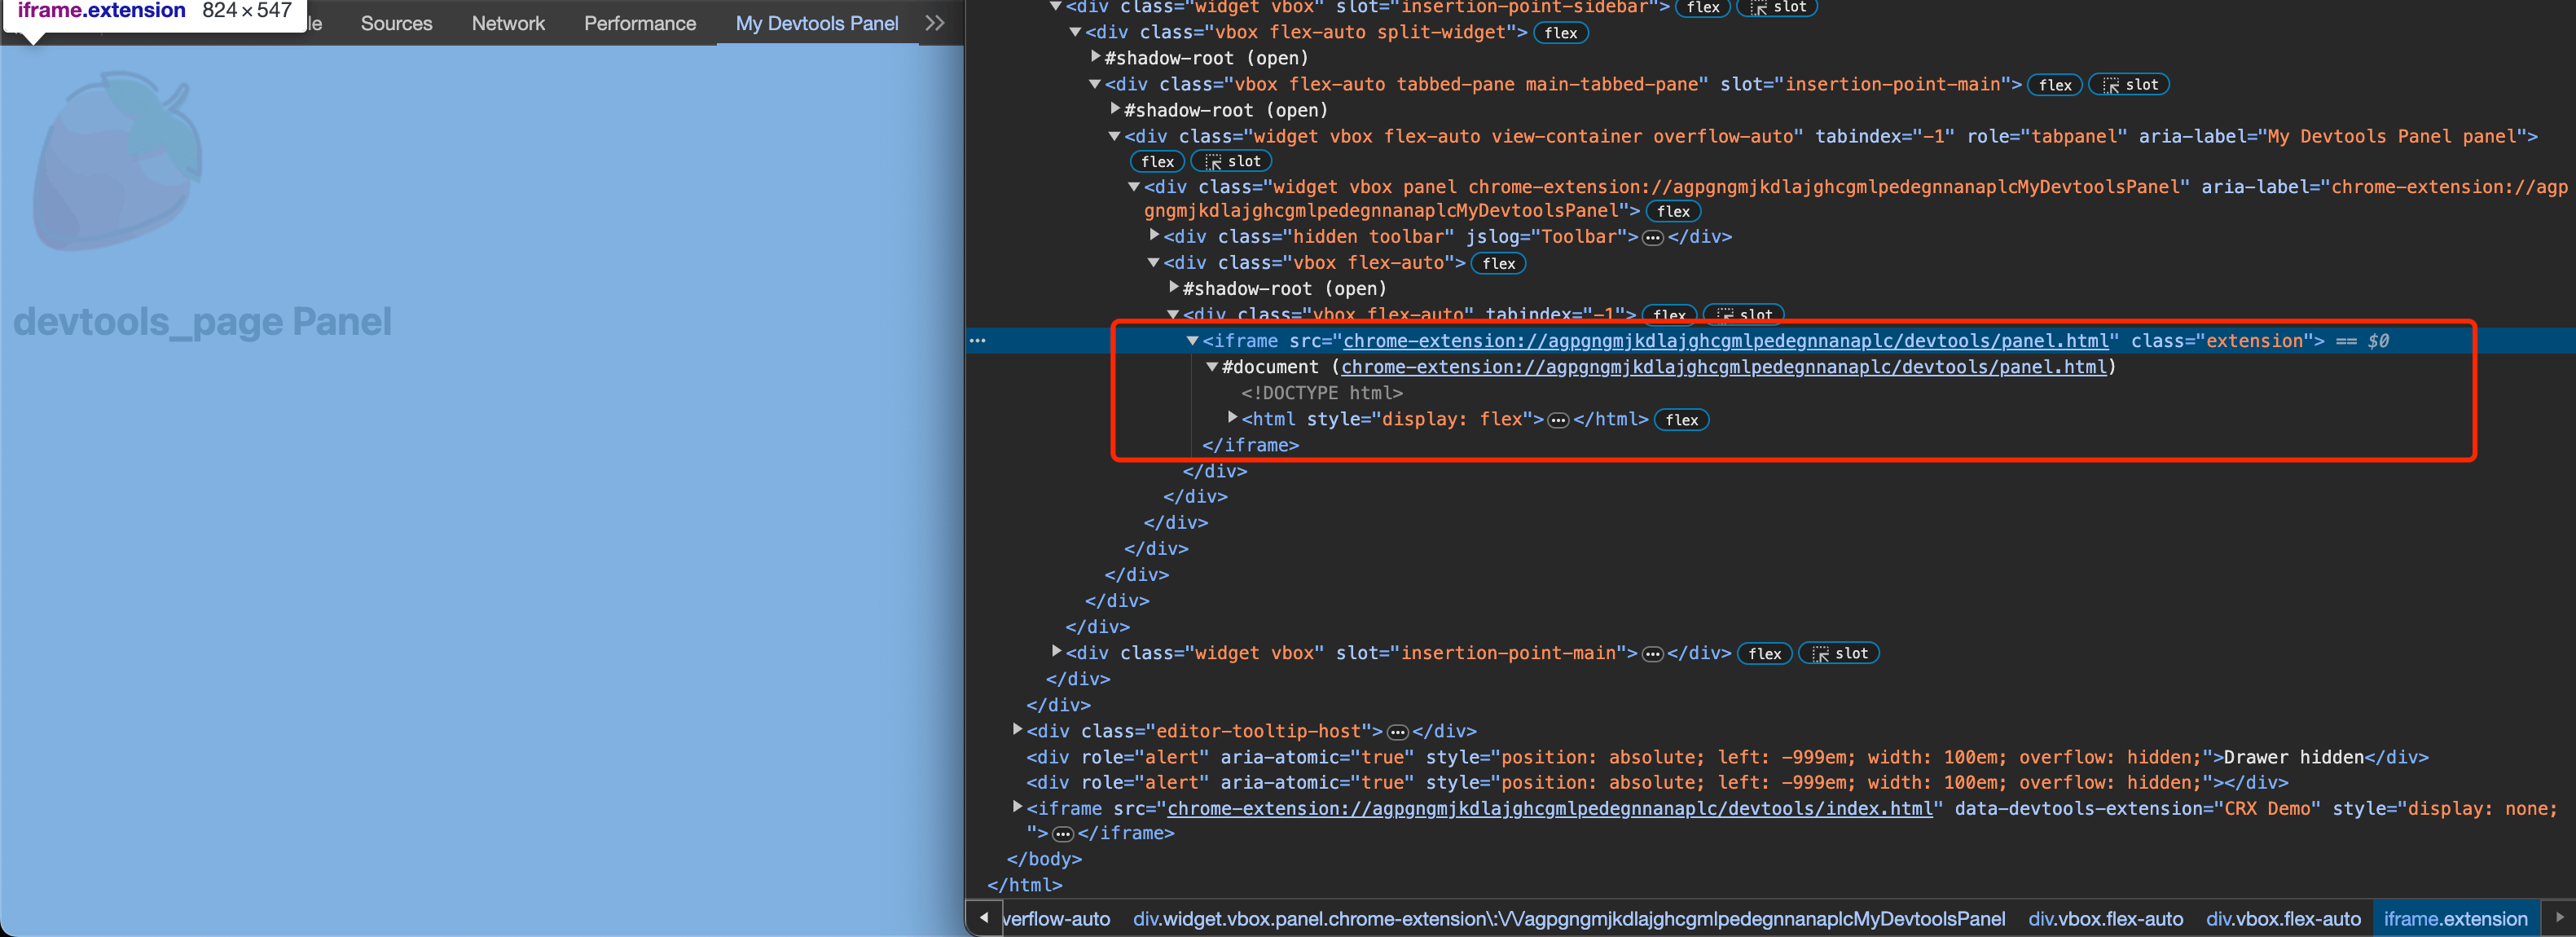 iframe.extension 824 × 547
le Sources Network Performance My Devtools Panel
devtools_page Panel
<div class="widget vbox" slot="insertion-point-sidebar"> flex slot
<div class="vbox flex-auto split-widget"> flex
#shadow-root (open)
<div class="vbox flex-auto tabbed-pane main-tabbed-pane" slot="insertion-point-main"> flex slot
#shadow-root (open)
<div class="widget vbox flex-auto view-container overflow-auto" tabindex="-1" role="tabpanel" aria-label="My Devtools Panel panel">
flex slot
<div class="widget vbox panel chrome-extension://agpgngmjkdlajghcgmlpedegnnanaplcMyDevtoolsPanel" aria-label="chrome-extension://agp
gngmjkdlajghcgmlpedegnnanaplcMyDevtoolsPanel"> flex
<div class="hidden toolbar" jslog="Toolbar">…</div>
<div class="vbox flex-auto"> flex
#shadow-root (open)
<div class="vbox flex-auto" tabindex="-1"> flex slot
… <iframe src="chrome-extension://agpgngmjkdlajghcgmlpedegnnanaplc/devtools/panel.html" class="extension"> == $0
#document (chrome-extension://agpgngmjkdlajghcgmlpedegnnanaplc/devtools/panel.html)
<!DOCTYPE html>
<html style="display: flex">…</html> flex
</iframe>
</div>
</div>
</div>
</div>
</div>
</div>
</div>
<div class="widget vbox" slot="insertion-point-main">…</div> flex slot
</div>
</div>
<div class="editor-tooltip-host">…</div>
<div role="alert" aria-atomic="true" style="position: absolute; left: -999em; width: 100em; overflow: hidden;">Drawer hidden</div>
<div role="alert" aria-atomic="true" style="position: absolute; left: -999em; width: 100em; overflow: hidden;"></div>
<iframe src="chrome-extension://agpgngmjkdlajghcgmlpedegnnanaplc/devtools/index.html" data-devtools-extension="CRX Demo" style="display: none;
">…</iframe>
</body>
</html>
verflow-auto div.widget.vbox.panel.chrome-extension\:\/\/agpgngmjkdlajghcgmlpedegnnanaplcMyDevtoolsPanel div.vbox.flex-auto div.vbox.flex-auto iframe.extension